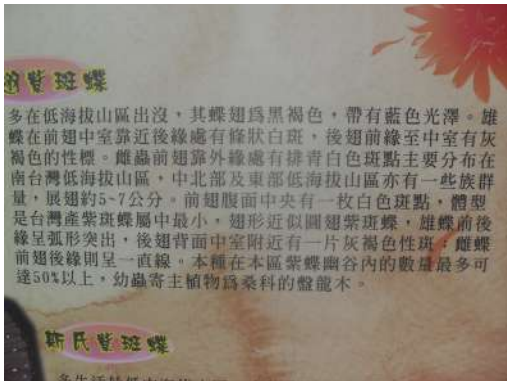 紫斑蝶
多在低海拔山區出沒，其蝶翅爲黑褐色，帶有藍色光澤。雄
蝶在前翅中室靠近後緣處有條狀白斑，後翅前緣至中室有灰
褐色的性標。雌蟲前翅靠外緣處有排青白色斑點主要分布在
南台灣低海拔山區，中北部及東部低海拔山區亦有一些族群
量，展翅約5~7公分。前翅腹面中央有一枚白色斑點，體型
是台灣產紫斑蝶屬中最小，翅形近似圓翅紫斑蝶，雄蝶前後
緣呈弧形突出，後翅背面中室附近有一片灰褐色性斑；雌蝶
前翅後緣則呈一直線。本種在本區紫蝶幽谷內的數量最多可
達50%以上，幼蟲寄主植物爲桑科的盤龍木。
斯氏紫斑蝶